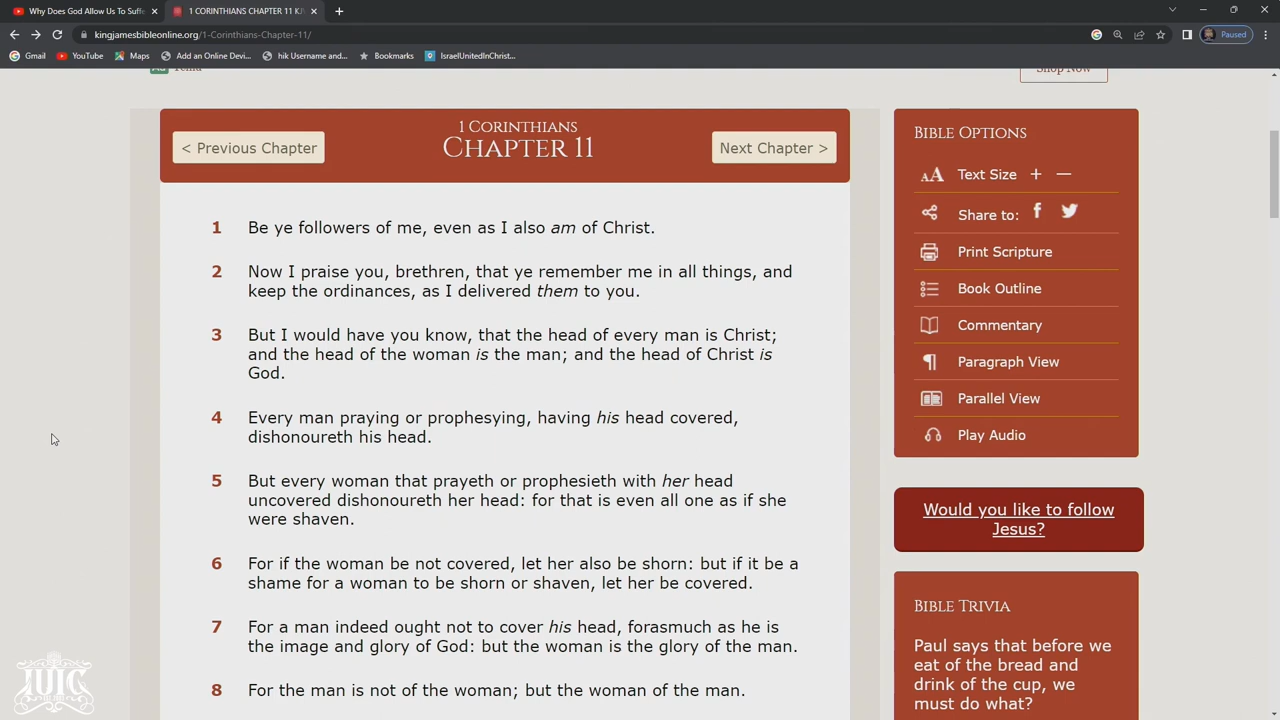 Why Does God Allow Us To Suffe
1 CORINTHIANS CHAPTER 11 KJV
kingjamesbibleonline.org/1-Corinthians-Chapter-11/
Paused
Gmail
YouTube
Maps
Add an Online Devi...
hik Username and...
Bookmarks
IsraelUnitedInChrist...
Ad
Temu
Shop Now
< Previous Chapter
1 CORINTHIANS
CHAPTER 11
Next Chapter >
1 Be ye followers of me, even as I also am of Christ.
2 Now I praise you, brethren, that ye remember me in all things, and
keep the ordinances, as I delivered them to you.
3 But I would have you know, that the head of every man is Christ;
and the head of the woman is the man; and the head of Christ is
God.
4 Every man praying or prophesying, having his head covered,
dishonoureth his head.
5 But every woman that prayeth or prophesieth with her head
uncovered dishonoureth her head: for that is even all one as if she
were shaven.
6 For if the woman be not covered, let her also be shorn: but if it be a
shame for a woman to be shorn or shaven, let her be covered.
7 For a man indeed ought not to cover his head, forasmuch as he is
the image and glory of God: but the woman is the glory of the man.
8 For the man is not of the woman; but the woman of the man.
BIBLE OPTIONS
AA Text Size + —
Share to:
Print Scripture
Book Outline
Commentary
Paragraph View
Parallel View
Play Audio
Would you like to follow
Jesus?
BIBLE TRIVIA
Paul says that before we
eat of the bread and
drink of the cup, we
must do what?
IUIC